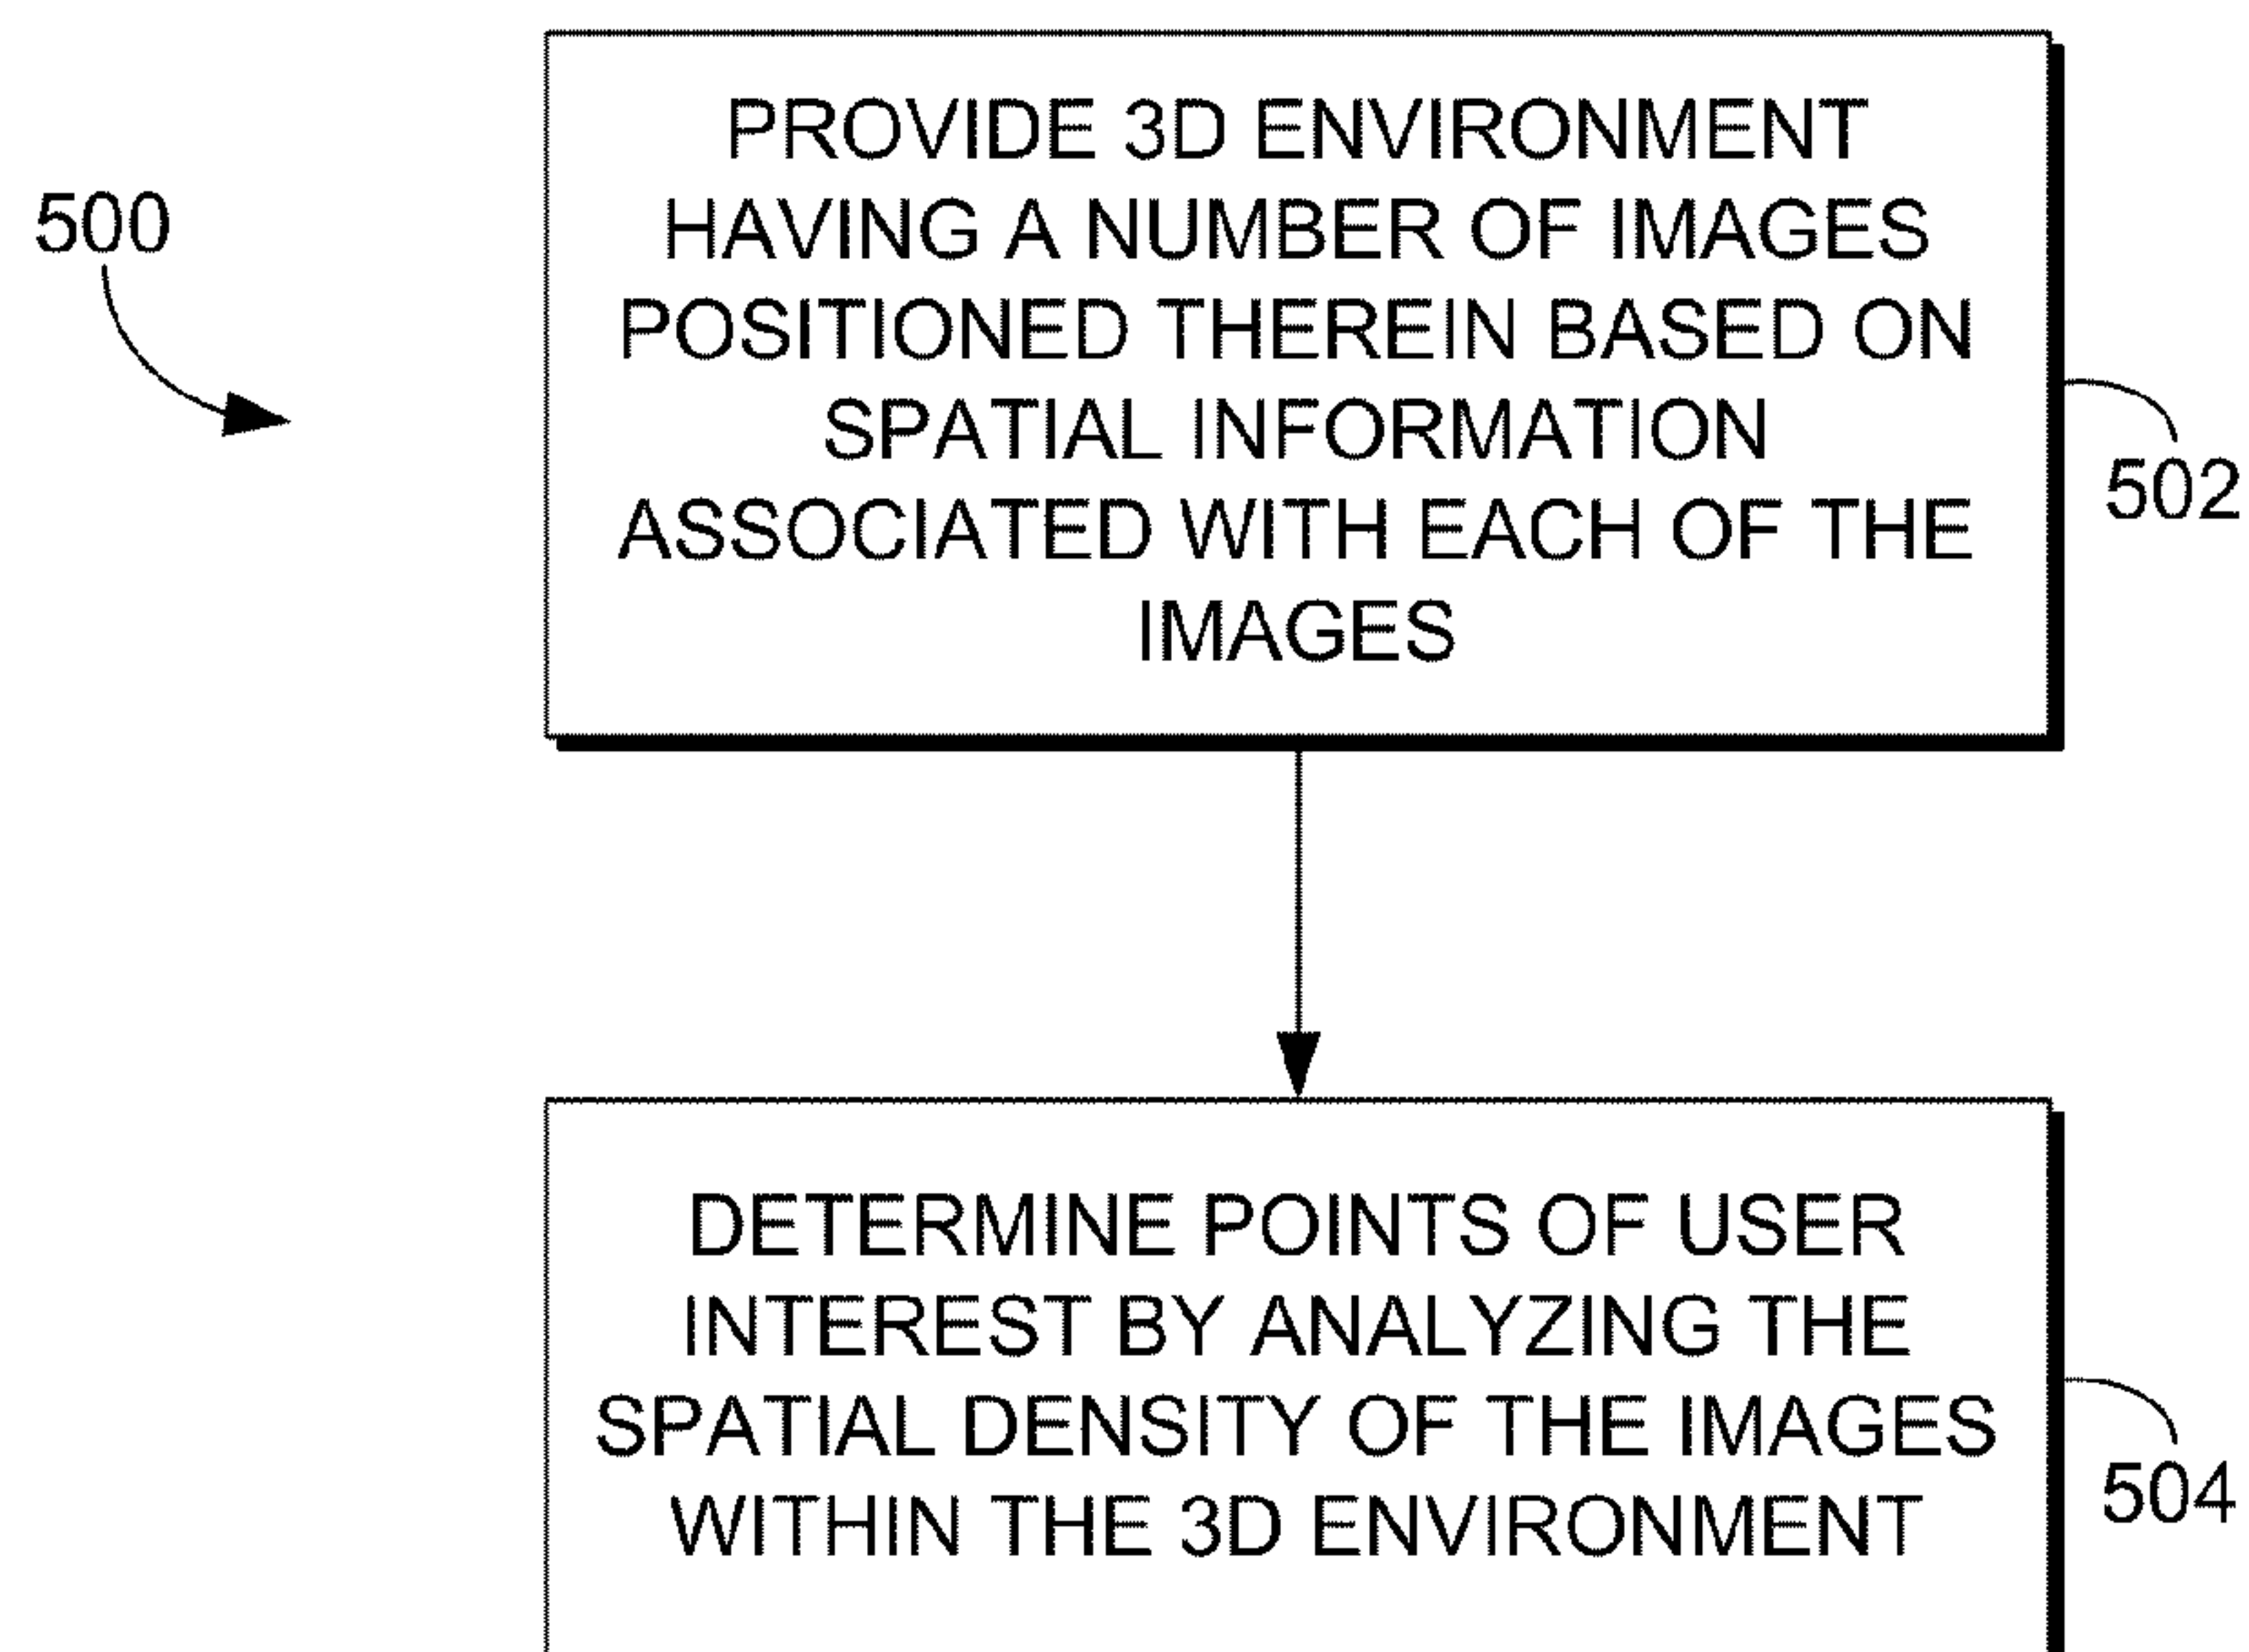 500
PROVIDE 3D ENVIRONMENT
HAVING A NUMBER OF IMAGES
POSITIONED THEREIN BASED ON
SPATIAL INFORMATION
ASSOCIATED WITH EACH OF THE
IMAGES
502
DETERMINE POINTS OF USER
INTEREST BY ANALYZING THE
SPATIAL DENSITY OF THE IMAGES
WITHIN THE 3D ENVIRONMENT
504